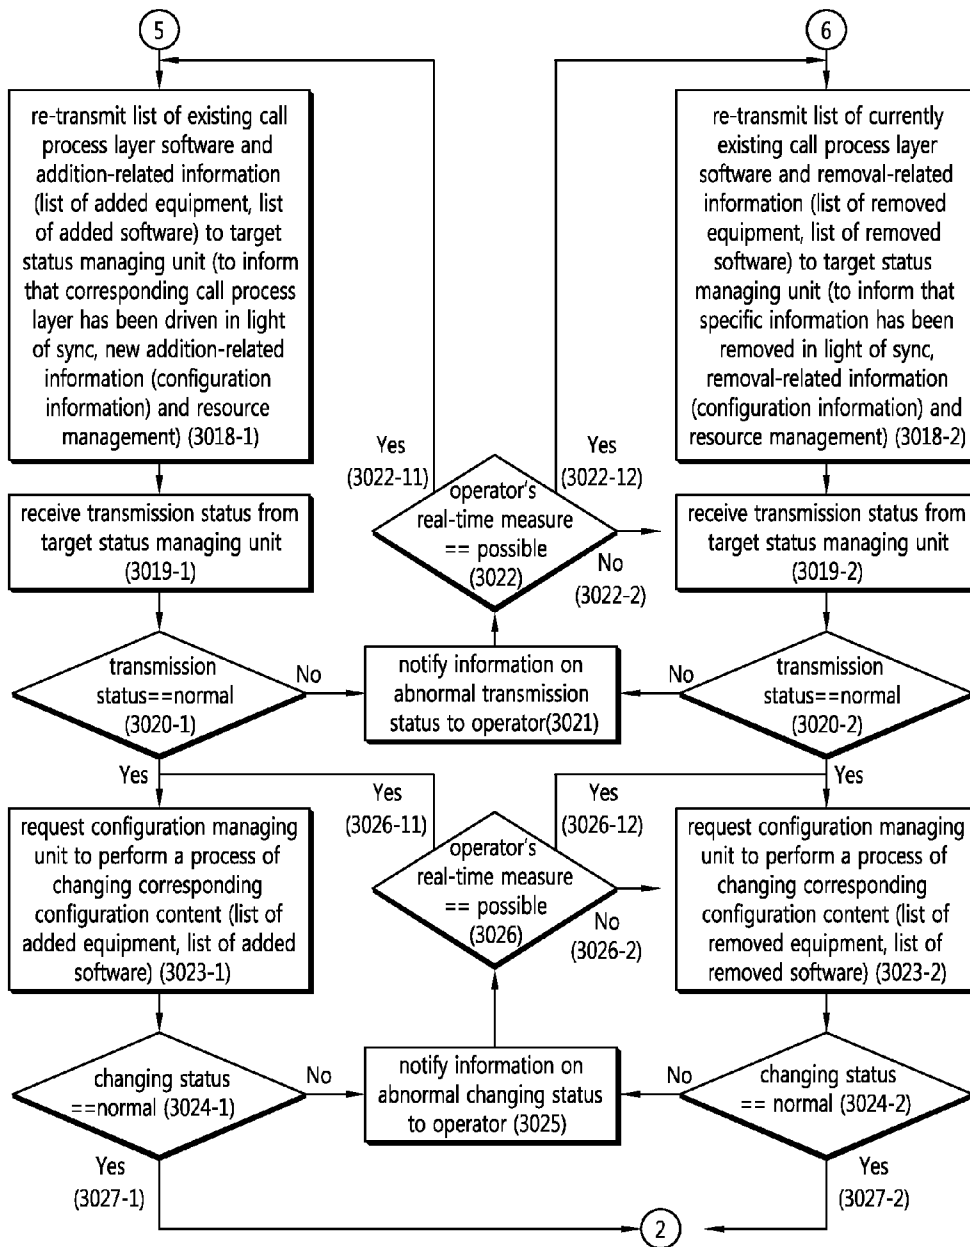 5
6
re-transmit list of existing call
process layer software and
addition-related information
(list of added equipment, list
of added software) to target
status managing unit (to inform
that corresponding call process
layer has been driven in light
of sync, new addition-related
information (configuration
information) and resource
management) (3018-1)
re-transmit list of currently
existing call process layer
software and removal-related
information (list of removed
equipment, list of removed
software) to target status
managing unit (to inform that
specific information has been
removed in light of sync,
removal-related information
(configuration information) and
resource management) (3018-2)
Yes
(3022-11)
Yes
(3022-12)
operator's
real-time measure
== possible
(3022)
No
(3022-2)
receive transmission status from
target status managing unit
(3019-1)
receive transmission status from
target status managing unit
(3019-2)
transmission
status==normal
(3020-1)
No
notify information on
abnormal transmission
status to operator(3021)
No
transmission
status==normal
(3020-2)
Yes
Yes
Yes
(3026-11)
Yes
(3026-12)
request configuration managing
unit to perform a process of
changing corresponding
configuration content (list of
added equipment, list of added
software) (3023-1)
operator's
real-time measure
== possible
(3026)
No
(3026-2)
request configuration managing
unit to perform a process of
changing corresponding
configuration content (list of
removed equipment, list of
removed software) (3023-2)
changing status
==normal (3024-1)
No
notify information on
abnormal changing status
to operator (3025)
No
changing status
== normal (3024-2)
Yes
(3027-1)
Yes
(3027-2)
2